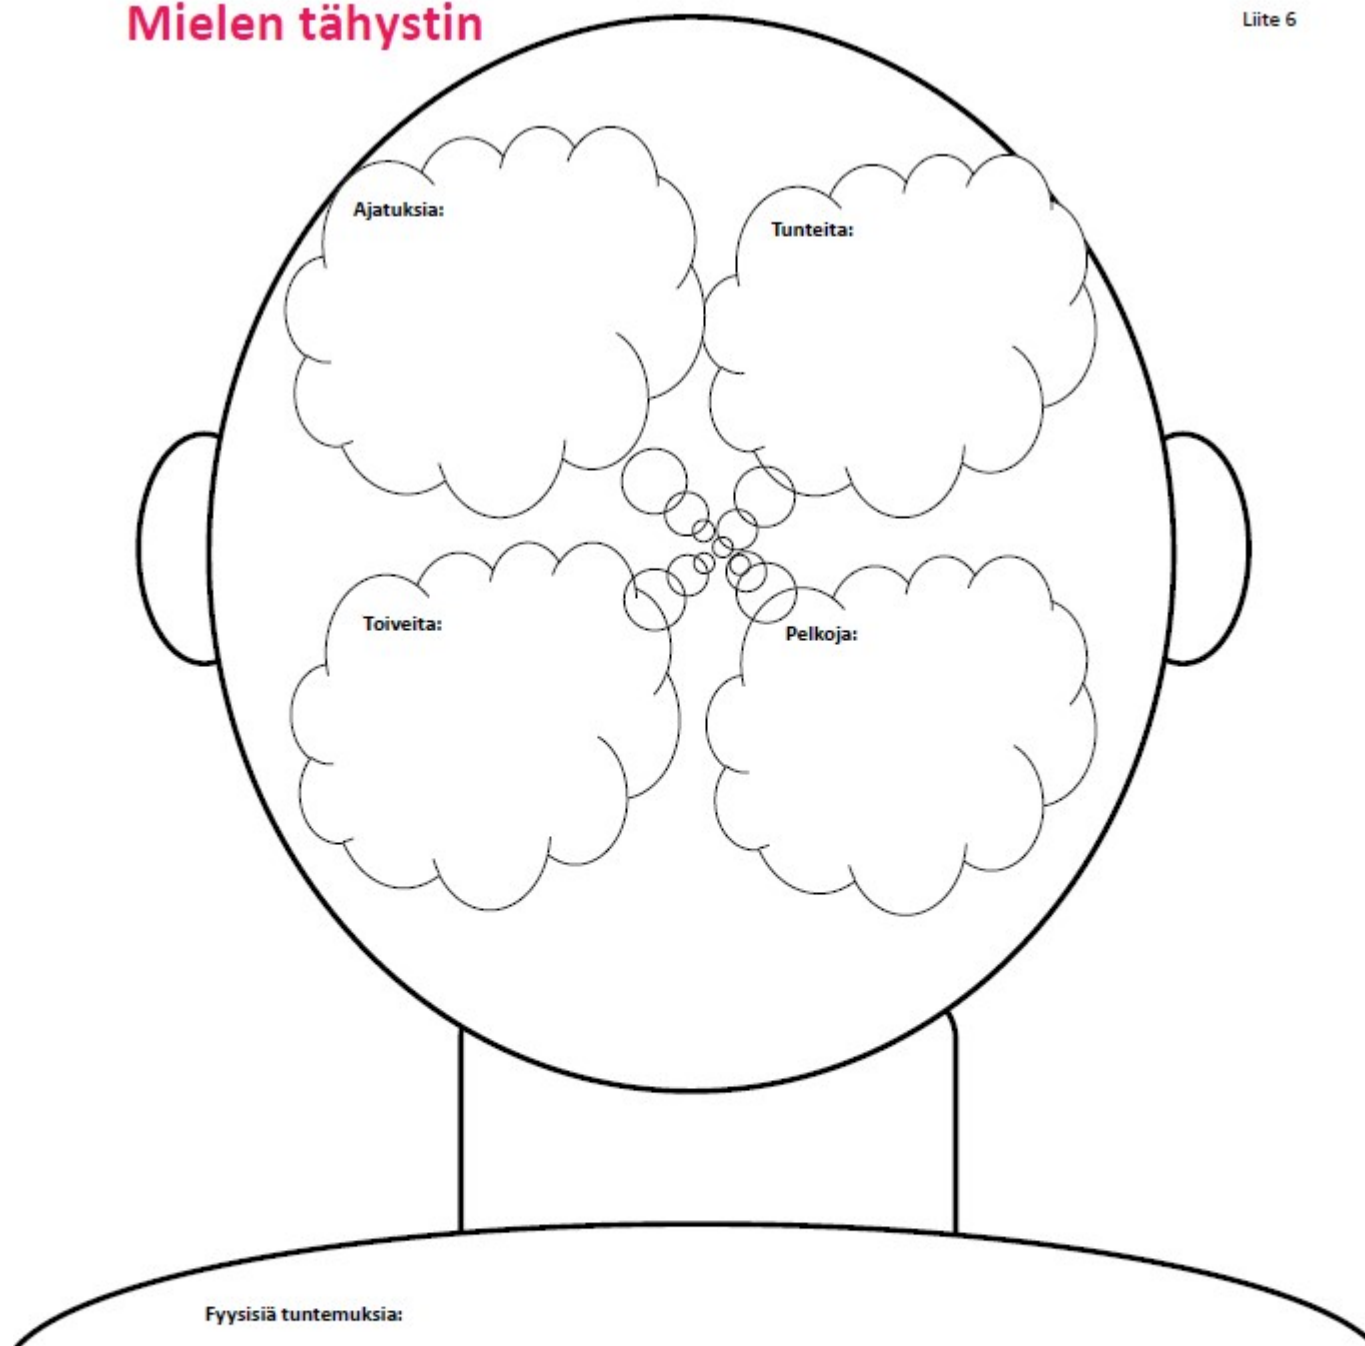 Mielen tähystin
Liite 6
Ajatuksia:
Tunteita:
Toiveita:
Pelkoja:
Fyysisiä tuntemuksia: